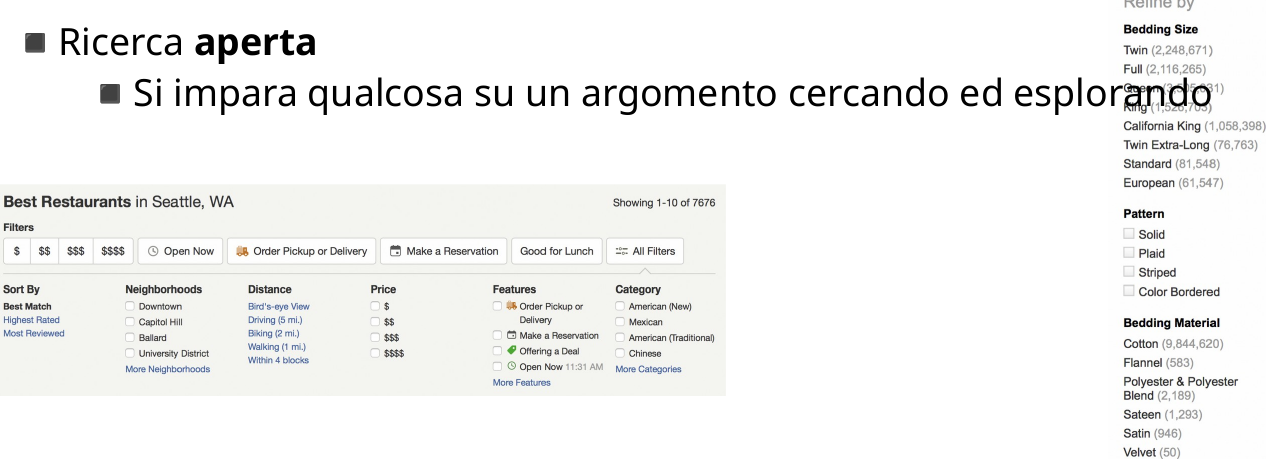 Ricerca aperta
Si impara qualcosa su un argomento cercando ed esplorando
Best Restaurants in Seattle, WA
Showing 1-10 of 7676
Filters
$ $$ $$$ $$$$ Open Now Order Pickup or Delivery Make a Reservation Good for Lunch All Filters
Sort By
Best Match
Highest Rated
Most Reviewed
Neighborhoods
Downtown
Capitol Hill
Ballard
University District
More Neighborhoods
Distance
Bird's-eye View
Driving (5 mi.)
Biking (2 mi.)
Walking (1 mi.)
Within 4 blocks
Price
$
$$
$$$
$$$$
Features
Order Pickup or
Delivery
Make a Reservation
Offering a Deal
Open Now 11:31 AM
More Features
Category
American (New)
Mexican
American (Traditional)
Chinese
More Categories
Refine by
Bedding Size
Twin (2,248,671)
Full (2,116,265)
Queen
King
California King (1,058,398)
Twin Extra-Long (76,763)
Standard (81,548)
European (61,547)
Pattern
Solid
Plaid
Striped
Color Bordered
Bedding Material
Cotton (9,844,620)
Flannel (583)
Polyester & Polyester
Blend (2,189)
Sateen (1,293)
Satin (946)
Velvet (50)